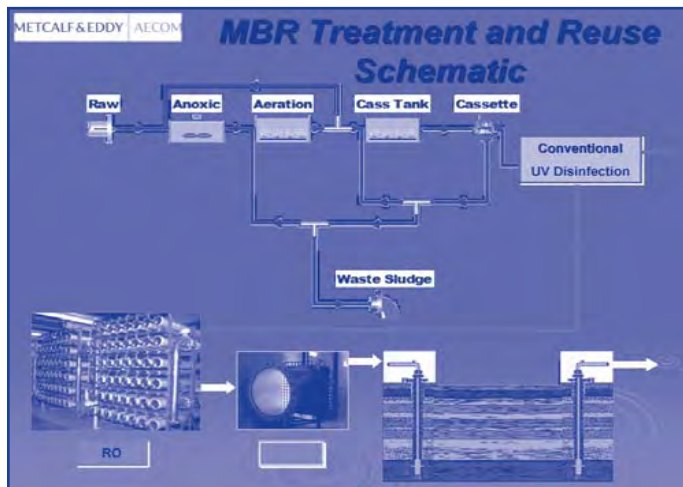 METCALF&EDDY AECOM
MBR Treatment and Reuse
Schematic
Raw Anoxic Aeration Cass Tank Cassette
Conventional
UV Disinfection
Waste Sludge
RO